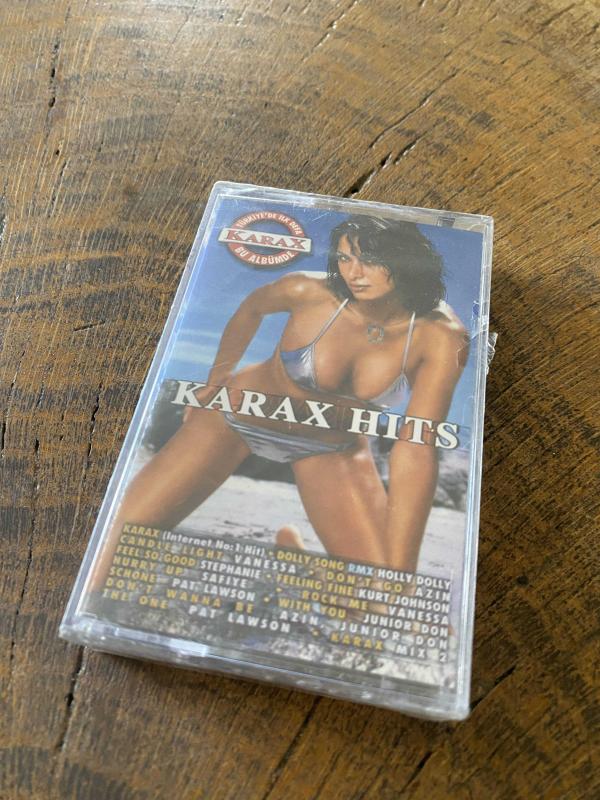 TÜRKİYE'DE İLK DEFA
KARAX
BU ALBÜMDE
KARAX HITS
KARAX (Internet No:1 Hit) • DOLLY SONG RMX HOLLY DOLLY
CANDLE LIGHT VANESSA • DON'T GO AZIN
FEEL SO GOOD STEPHANIE • FEELING FINE KURT JOHNSON
HURRY UP! SAFIYE • ROCK ME VANESSA
SCHÖNE PAT LAWSON • WITH YOU JUNIOR DON
DON'T WANNA BE AZIN, JUNIOR DON
THE ONE PAT LAWSON • KARAX MIX 2